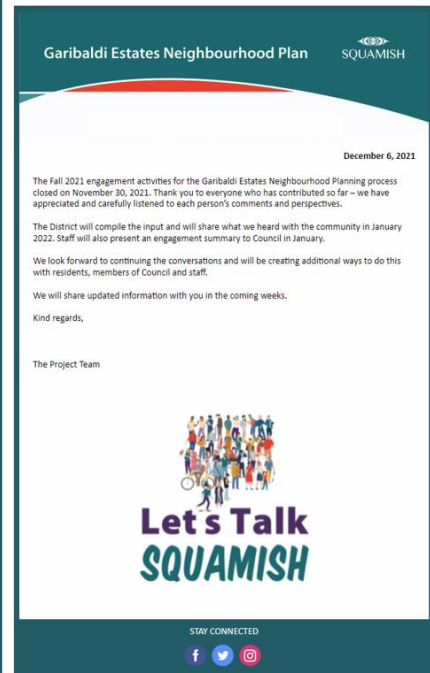 Garibaldi Estates Neighbourhood Plan
SQUAMISH
December 6, 2021
The Fall 2021 engagement activities for the Garibaldi Estates Neighbourhood Planning process
closed on November 30, 2021. Thank you to everyone who has contributed so far – we have
appreciated and carefully listened to each person's comments and perspectives.
The District will compile the input and will share what we heard with the community in January
2022. Staff will also present an engagement summary to Council in January.
We look forward to continuing the conversations and will be creating additional ways to do this
with residents, members of Council and staff.
We will share updated information with you in the coming weeks.
Kind regards,
The Project Team
Let's Talk
SQUAMISH
STAY CONNECTED